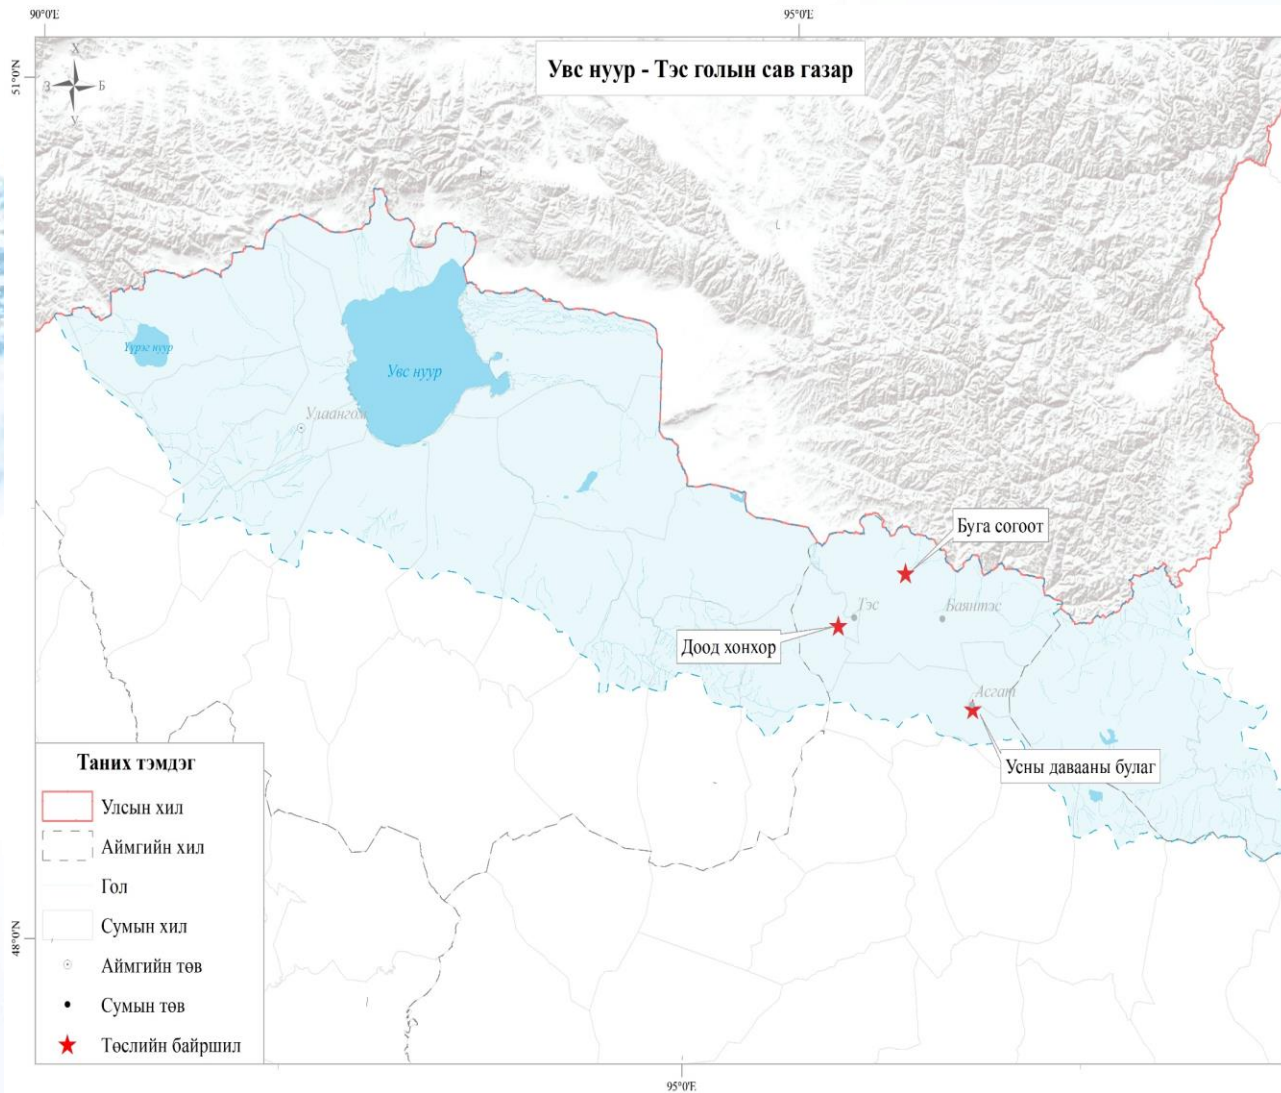 90°0'E
95°0'E
51°0'N
Увс нуур - Тэс голын сав газар
Х
З
Б
У
Үүрэг нуур
Увс нуур
Улаангом
Буга согоот
Тэс
Баянтэс
Доод хонхор
Асгат
Усны давааны булаг
Таних тэмдэг
Улсын хил
Аймгийн хил
Гол
Сумын хил
Аймгийн төв
Сумын төв
Төслийн байршил
48°0'N
95°0'E